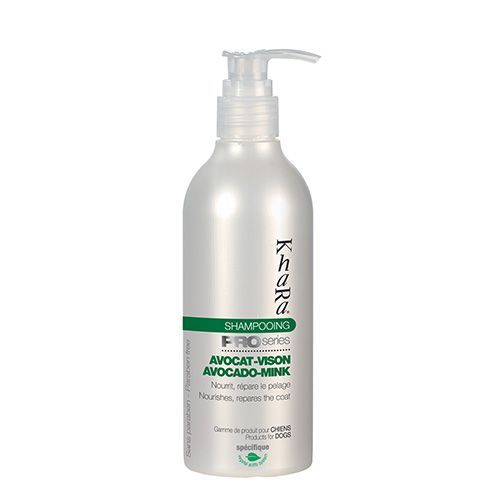 KhaRa®
SHAMPOOING
PRO series
AVOCAT-VISON
AVOCADO-MINK
Nourrit, répare le pelage
Nourishes, repares the coat
Sans paraben - Paraben free
Gamme de produit pour CHIENS
Products for DOGS
spécifique